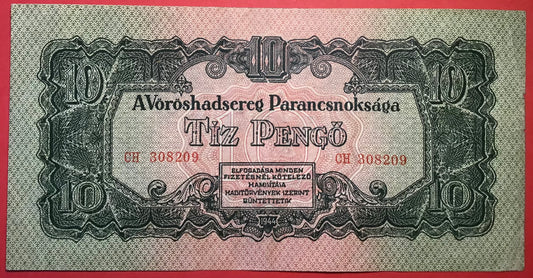 10
10 10
A Vöröshadsereg Parancsnoksága
Tíz Pengő
CH 308209 CH 308209
ELFOGADÁSA MINDEN
FIZETÉSNÉL KÖTELEZŐ
HAMISÍTÁSA
HADITÖRVÉNYEK SZERINT
BÜNTETTETIK
1944
10 10